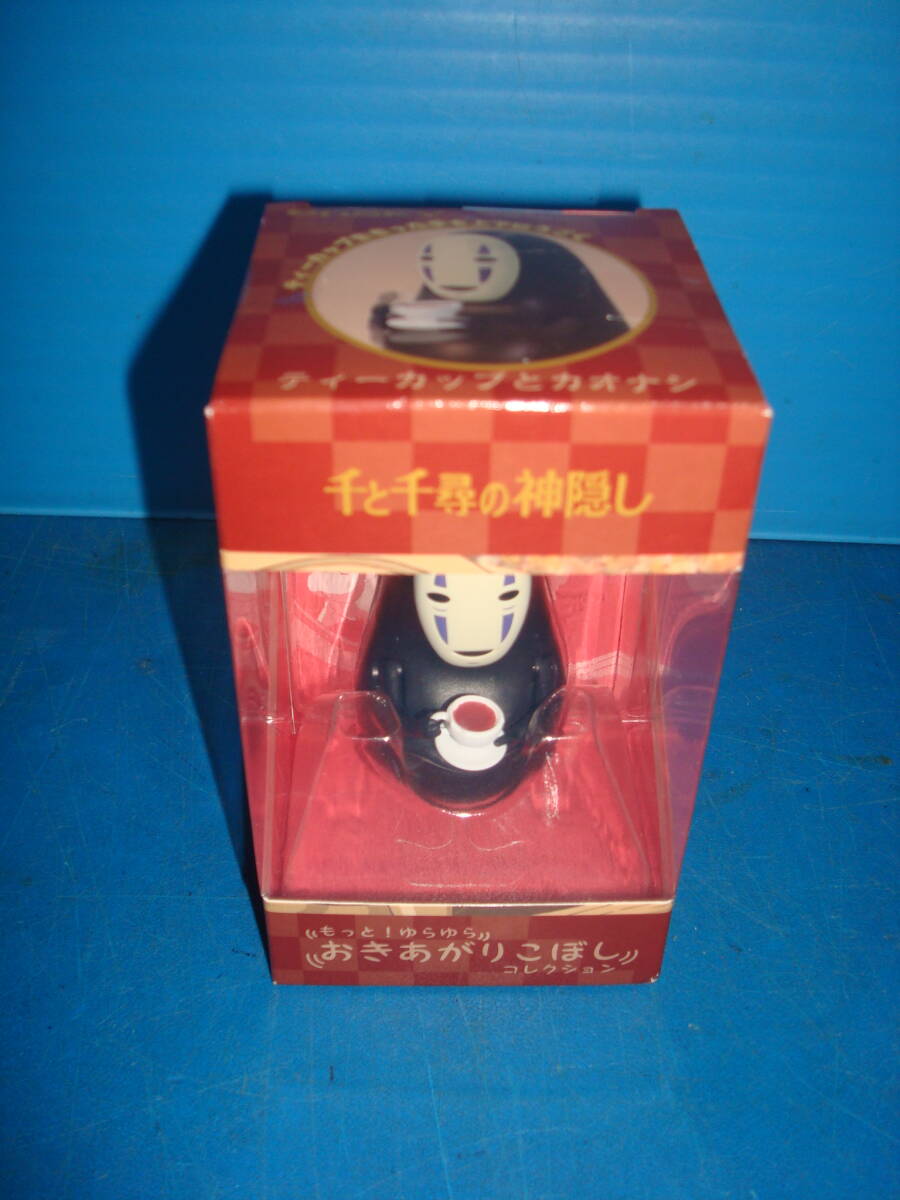 ティーカップとカオナシ
千と千尋の神隠し
もっと!ゆらゆら
おきあがりこぼし
コレクション